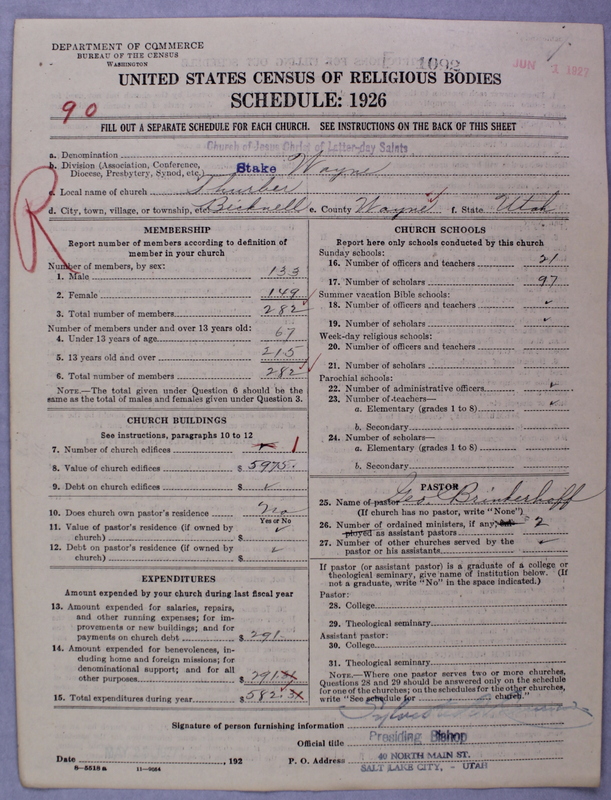 DEPARTMENT OF COMMERCE
BUREAU OF THE CENSUS
WASHINGTON
1092
JUN 1 1927
UNITED STATES CENSUS OF RELIGIOUS BODIES
SCHEDULE: 1926
90
FILL OUT A SEPARATE SCHEDULE FOR EACH CHURCH. SEE INSTRUCTIONS ON THE BACK OF THIS SHEET
R
a. Denomination Church of Jesus Christ of Latter-day Saints
b. Division (Association, Conference, Diocese, Presbytery, Synod, etc.) Stake Wayne
c. Local name of church Thurber
d. City, town, village, or township, etc. Bicknell e. County Wayne f. State Utah
MEMBERSHIP
Report number of members according to definition of
member in your church
Number of members, by sex:
1. Male 133
2. Female 149
3. Total number of members 282
Number of members under and over 13 years old:
4. Under 13 years of age 67
5. 13 years old and over 215
6. Total number of members 282
NOTE.—The total given under Question 6 should be the
same as the total of males and females given under Question 3.
CHURCH BUILDINGS
See instructions, paragraphs 10 to 12
7. Number of church edifices 1
8. Value of church edifices $ 5975.
9. Debt on church edifices $ ✓
10. Does church own pastor's residence No
Yes or No
11. Value of pastor's residence (if owned by
church) $ ✓
12. Debt on pastor's residence (if owned by
church) $ ✓
EXPENDITURES
Amount expended by your church during last fiscal year
13. Amount expended for salaries, repairs,
and other running expenses; for im-
provements or new buildings; and for
payments on church debt $ 291.
14. Amount expended for benevolences, in-
cluding home and foreign missions; for
denominational support; and for all
other purposes $ 291.31
15. Total expenditures during year $ 582.31
CHURCH SCHOOLS
Report here only schools conducted by this church
Sunday schools:
16. Number of officers and teachers 21
17. Number of scholars 97
Summer vacation Bible schools:
18. Number of officers and teachers ✓
19. Number of scholars ✓
Week-day religious schools:
20. Number of officers and teachers
21. Number of scholars
Parochial schools:
22. Number of administrative officers ✓
23. Number of teachers— ✓
a. Elementary (grades 1 to 8)
b. Secondary
24. Number of scholars—
a. Elementary (grades 1 to 8)
b. Secondary
PASTOR
25. Name of pastor Geo. Brinkerhoff
(If church has no pastor, write "None")
26. Number of ordained ministers, if any, 2
ployed as assistant pastors
27. Number of other churches served by the
pastor or his assistants ✓
If pastor (or assistant pastor) is a graduate of a college or
theological seminary, give name of institution below. (If
not a graduate, write "No" in the space indicated.)
Pastor:
28. College
29. Theological seminary
Assistant pastor:
30. College
31. Theological seminary
NOTE.—Where one pastor serves two or more churches,
Questions 28 and 29 should be answered only on the schedule
for one of the churches; on the schedules for the other churches,
write "See schedule for church."
Signature of person furnishing information
Official title Presiding Bishop
Date , 192 P. O. Address 40 NORTH MAIN ST.
SALT LAKE CITY, - UTAH
8—5518 a 11—9064